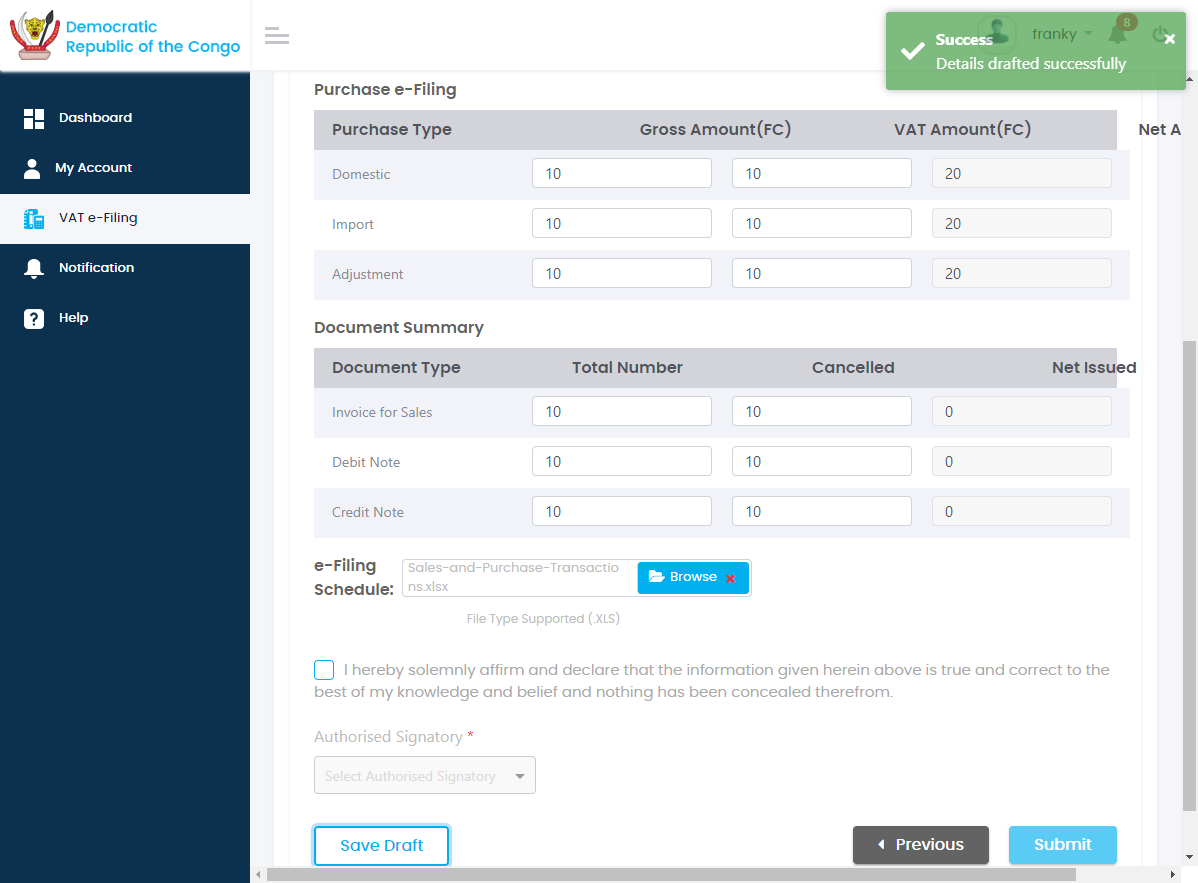 Democratic
Republic of the Congo
franky
8
Success
Details drafted successfully
Dashboard
My Account
VAT e-Filing
Notification
Help
Purchase e-Filing
Purchase Type Gross Amount(FC) VAT Amount(FC) Net A
Domestic 10 10 20
Import 10 10 20
Adjustment 10 10 20
Document Summary
Document Type Total Number Cancelled Net Issued
Invoice for Sales 10 10 0
Debit Note 10 10 0
Credit Note 10 10 0
e-Filing
Schedule:
Sales-and-Purchase-Transactio
ns.xlsx
Browse
File Type Supported (.XLS)
I hereby solemnly affirm and declare that the information given herein above is true and correct to the
best of my knowledge and belief and nothing has been concealed therefrom.
Authorised Signatory *
Select Authorised Signatory
Save Draft Previous Submit